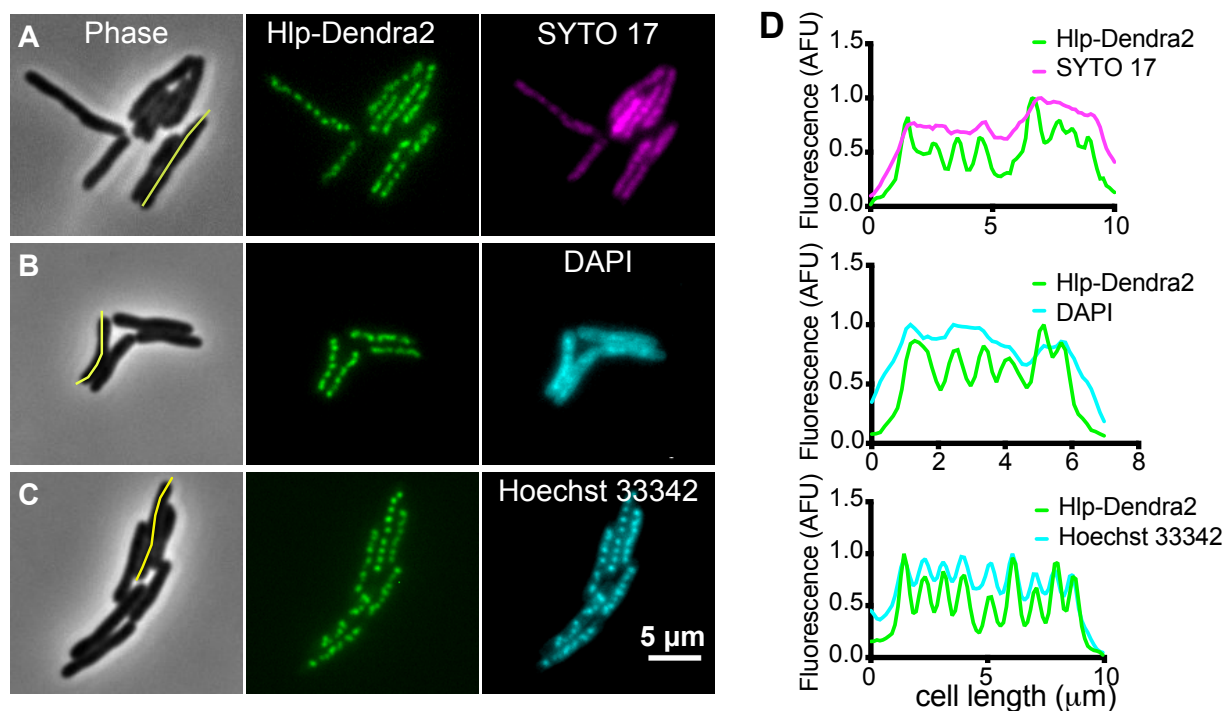 A
Phase
Hlp-Dendra2
SYTO 17
B
DAPI
C
Hoechst 33342
5 µm
D
Fluorescence (AFU)
1.5
1.0
0.5
0.0
0
5
10
Hlp-Dendra2
SYTO 17
Fluorescence (AFU)
1.5
1.0
0.5
0.0
0
2
4
6
8
Hlp-Dendra2
DAPI
Fluorescence (AFU)
1.5
1.0
0.5
0.0
0
5
10
Hlp-Dendra2
Hoechst 33342
cell length (µm)